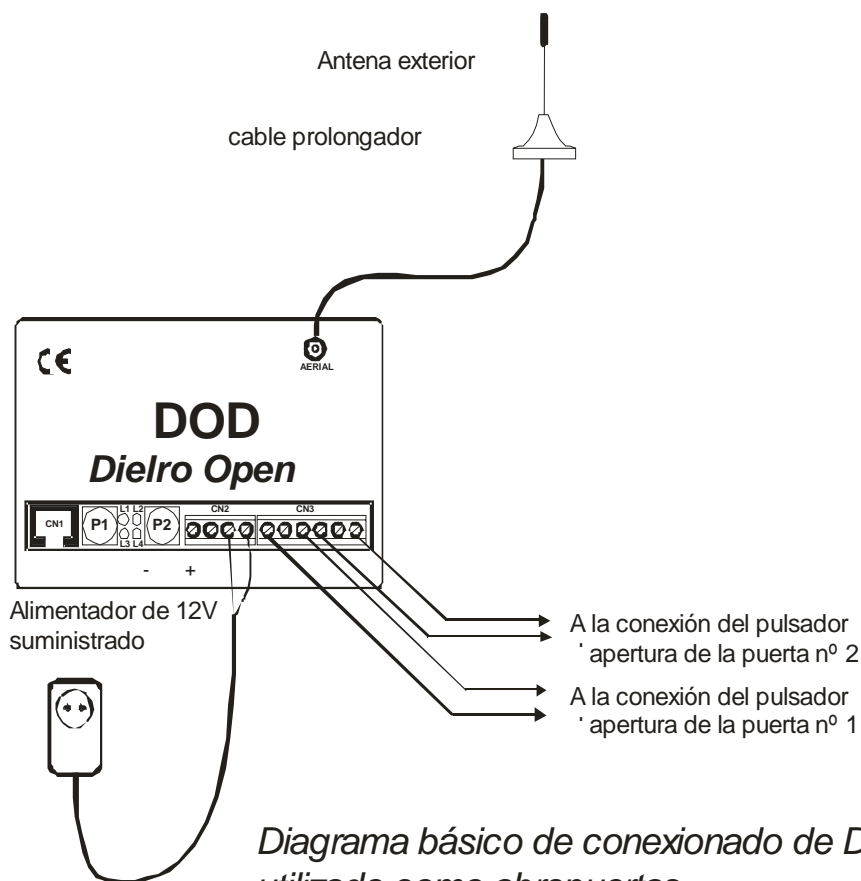 Antena exterior
cable prolongador
CE
AERIAL
DOD
Dielro Open
CN1
P1
L1 L2
L3 L4
P2
CN2
CN3
- +
Alimentador de 12V
suministrado
A la conexión del pulsador
apertura de la puerta nº 2
A la conexión del pulsador
apertura de la puerta nº 1
Diagrama básico de conexionado de D